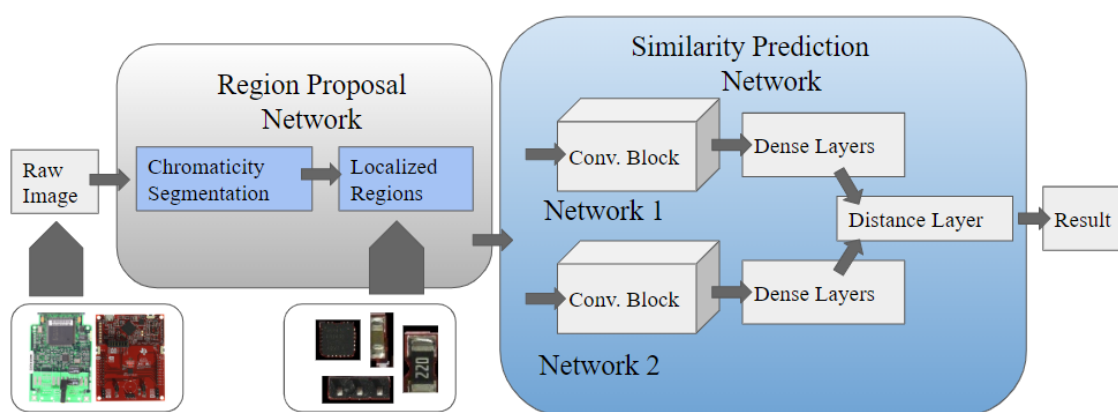 Region Proposal
Network
Raw
Image
Chromaticity
Segmentation
Localized
Regions
Similarity Prediction
Network
Conv. Block
Dense Layers
Network 1
Distance Layer
Result
Conv. Block
Dense Layers
Network 2
220